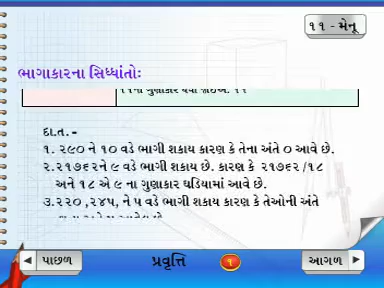 ૧૧ - મેનૂ
ભાગાકારના સિધ્ધાંતોઃ
દા.ત. -
૧. ૨૯૦ ને ૧૦ વડે ભાગી શકાય કારણ કે તેના અંતે ૦ આવે છે.
૨.૨૧૭૬૨ને ૯ વડે ભાગી શકાય છે. કારણ કે ૨૧૭૬૨ /૧૮
અને ૧૮ એ ૯ ના ગુણાકાર ઘડિયામાં આવે છે.
૩.૨૨૦ ,૨૪૫, ને ૫ વડે ભાગી શકાય કારણ કે તેઓની અંતે
પાછળ પ્રવૃત્તિ ૧ આગળ